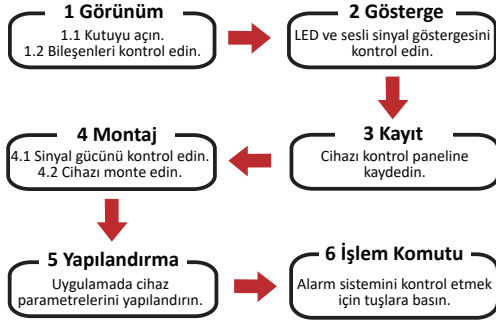 1 Görünüm
1.1 Kutuyu açın.
1.2 Bileşenleri kontrol edin.
2 Gösterge
LED ve sesli sinyal göstergesini
kontrol edin.
3 Kayıt
Cihazı kontrol paneline
kaydedin.
4 Montaj
4.1 Sinyal gücünü kontrol edin.
4.2 Cihazı monte edin.
5 Yapılandırma
Uygulamada cihaz
parametrelerini yapılandırın.
6 İşlem Komutu
Alarm sistemini kontrol etmek
için tuşlara basın.